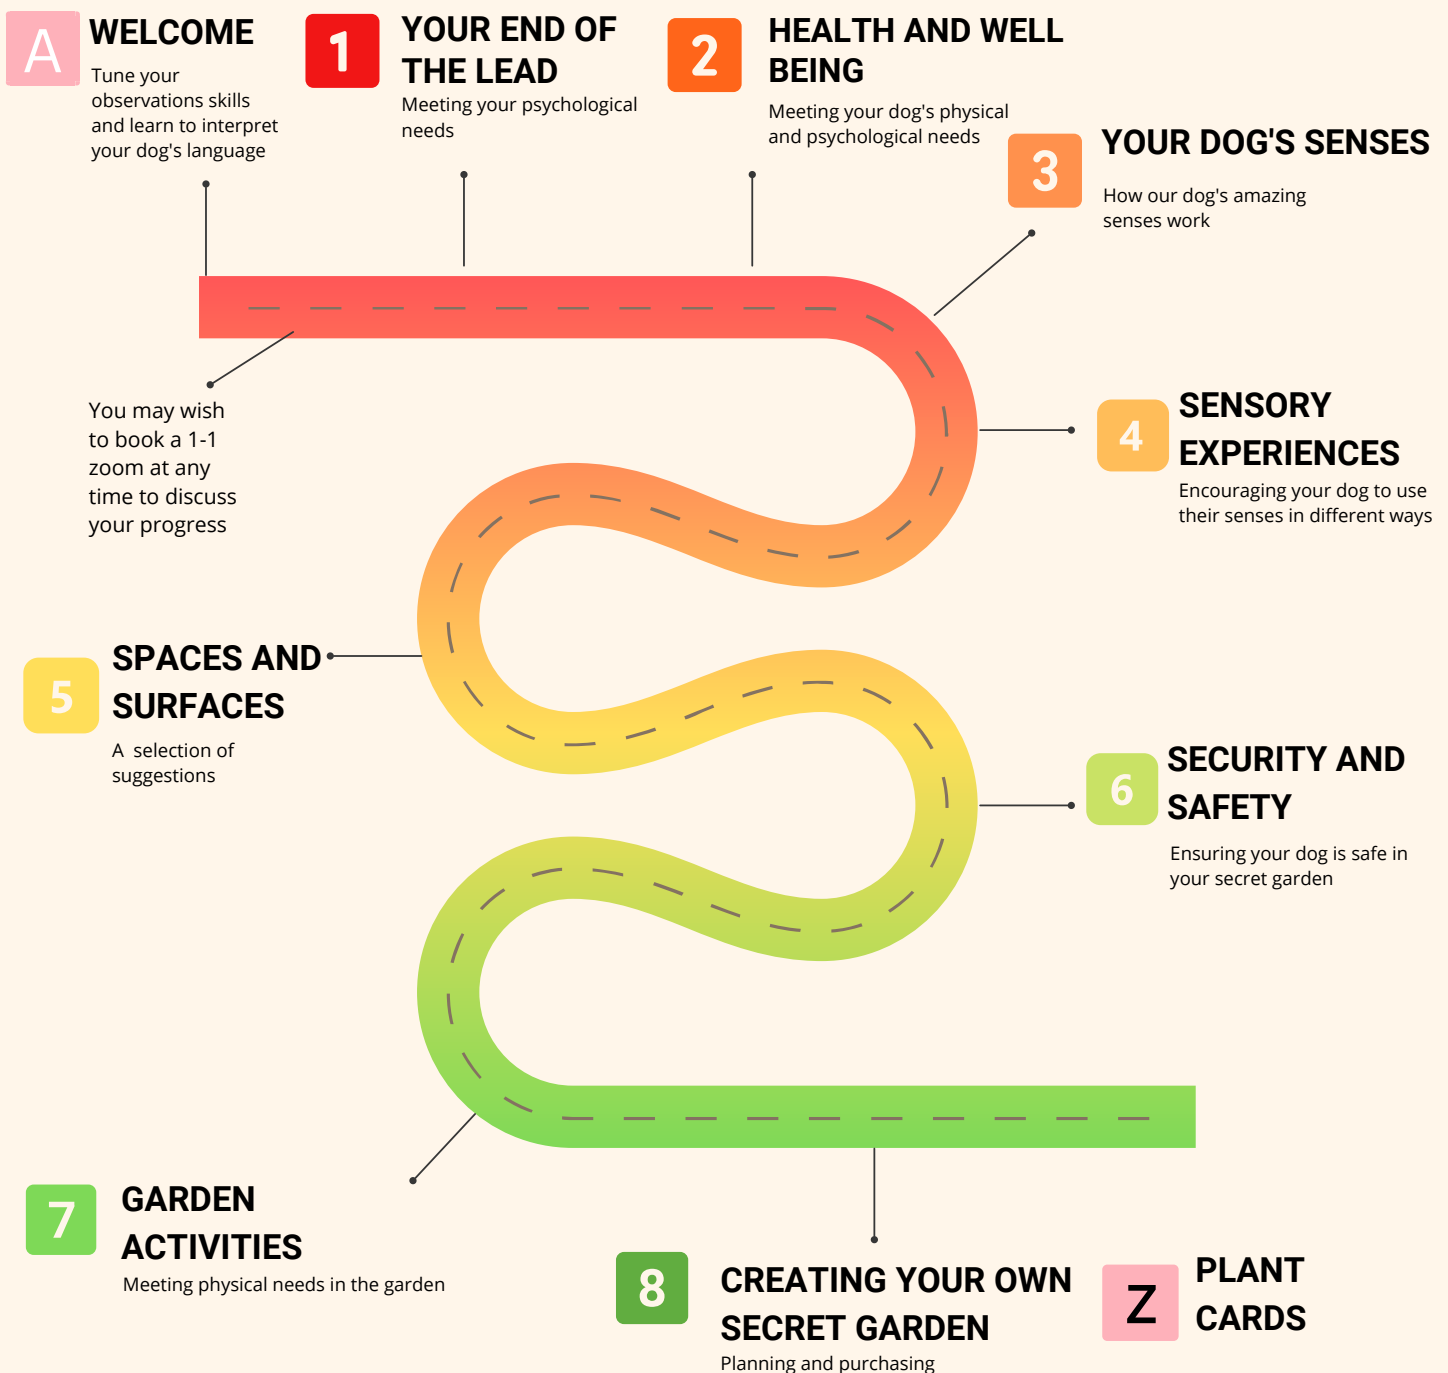 A
WELCOME
Tune your
observations skills
and learn to interpret
your dog's language
1
YOUR END OF
THE LEAD
Meeting your psychological
needs
2
HEALTH AND WELL
BEING
Meeting your dog's physical
and psychological needs
3
YOUR DOG'S SENSES
How our dog's amazing
senses work
You may wish
to book a 1-1
zoom at any
time to discuss
your progress
4
SENSORY
EXPERIENCES
Encouraging your dog to use
their senses in different ways
5
SPACES AND
SURFACES
A selection of
suggestions
6
SECURITY AND
SAFETY
Ensuring your dog is safe in
your secret garden
7
GARDEN
ACTIVITIES
Meeting physical needs in the garden
8
CREATING YOUR OWN
SECRET GARDEN
Planning and purchasing
Z
PLANT
CARDS